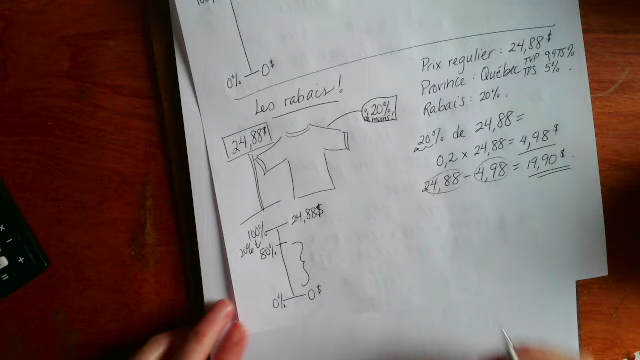 100%
0% 0$
Les rabais !
24,88$
20%
de moins !
100% 24,88$
20%
80%
0% 0$
Prix regulier : 24,88$
Province : Québec TVP 9,975%
TPS 5%
Rabais : 20%.
20% de 24,88 =
0,2 x 24,88 = 4,98$
24,88 - 4,98 = 19,90$